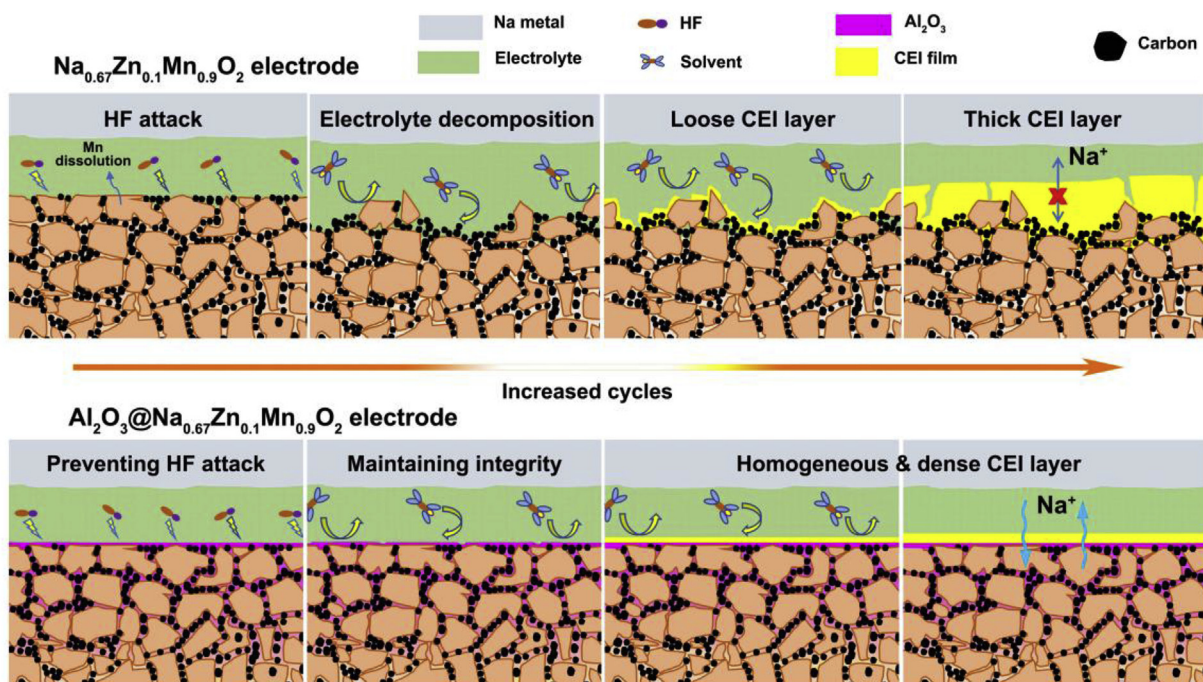 Na metal
HF
Al₂O₃
Carbon
Electrolyte
Solvent
CEI film
Na₀.₆₇Zn₀.₁Mn₀.₉O₂ electrode
HF attack
Electrolyte decomposition
Loose CEI layer
Thick CEI layer
Mn
dissolution
Na⁺
Increased cycles
Al₂O₃@Na₀.₆₇Zn₀.₁Mn₀.₉O₂ electrode
Preventing HF attack
Maintaining integrity
Homogeneous & dense CEI layer
Na⁺